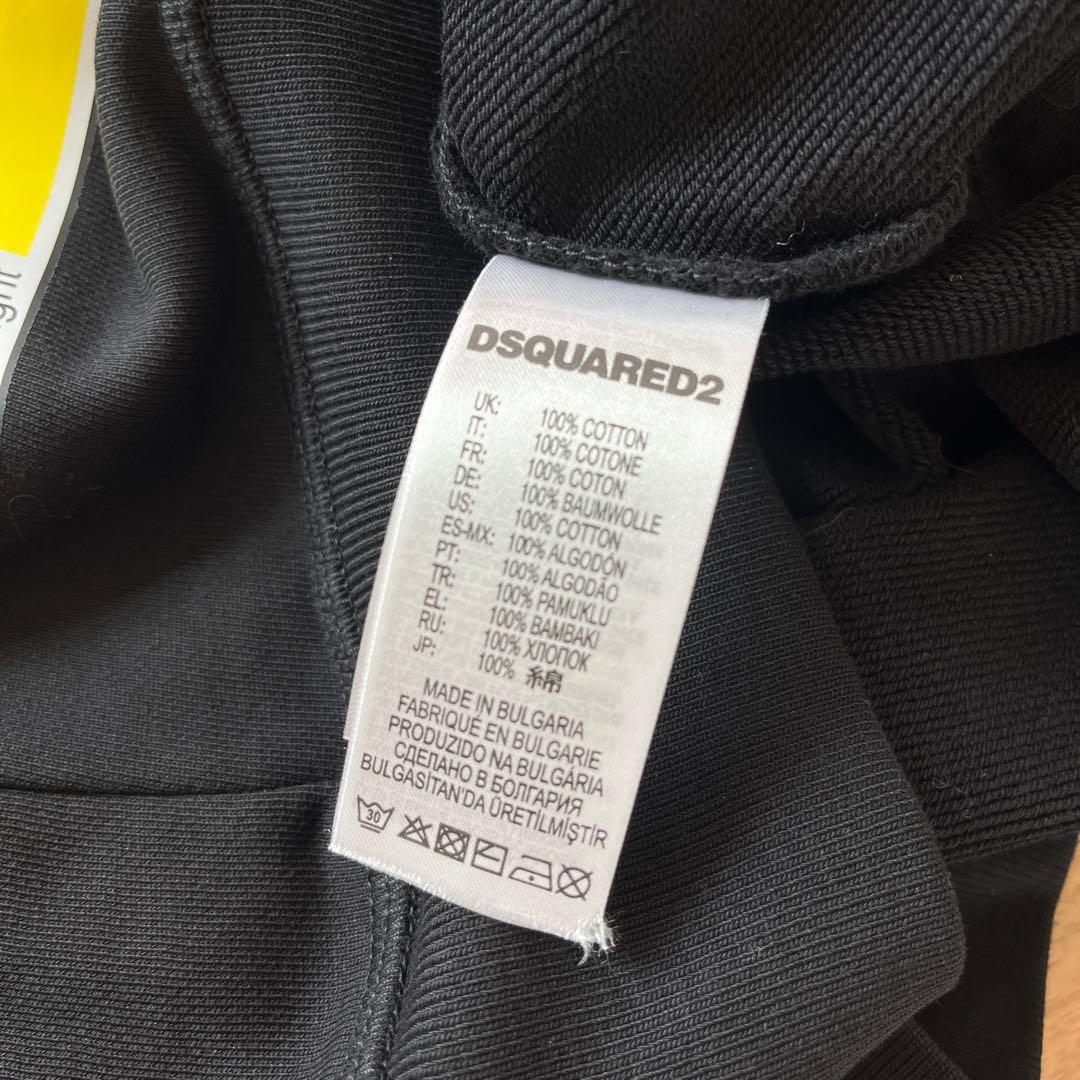 ght
DSQUARED2
UK: 100% COTTON
IT: 100% COTONE
FR: 100% COTON
DE: 100% BAUMWOLLE
US: 100% COTTON
ES-MX: 100% ALGODÓN
PT: 100% ALGODÃO
TR: 100% PAMUKLU
EL: 100% BAMBAKI
RU: 100% ХЛОПОК
JP: 100% 綿
MADE IN BULGARIA
FABRIQUÉ EN BULGARIE
PRODUZIDO NA BULGÁRIA
СДЕЛАНО В БОЛГАРИЯ
BULGASİTAN'DA ÜRETİLMİŞTİR
30